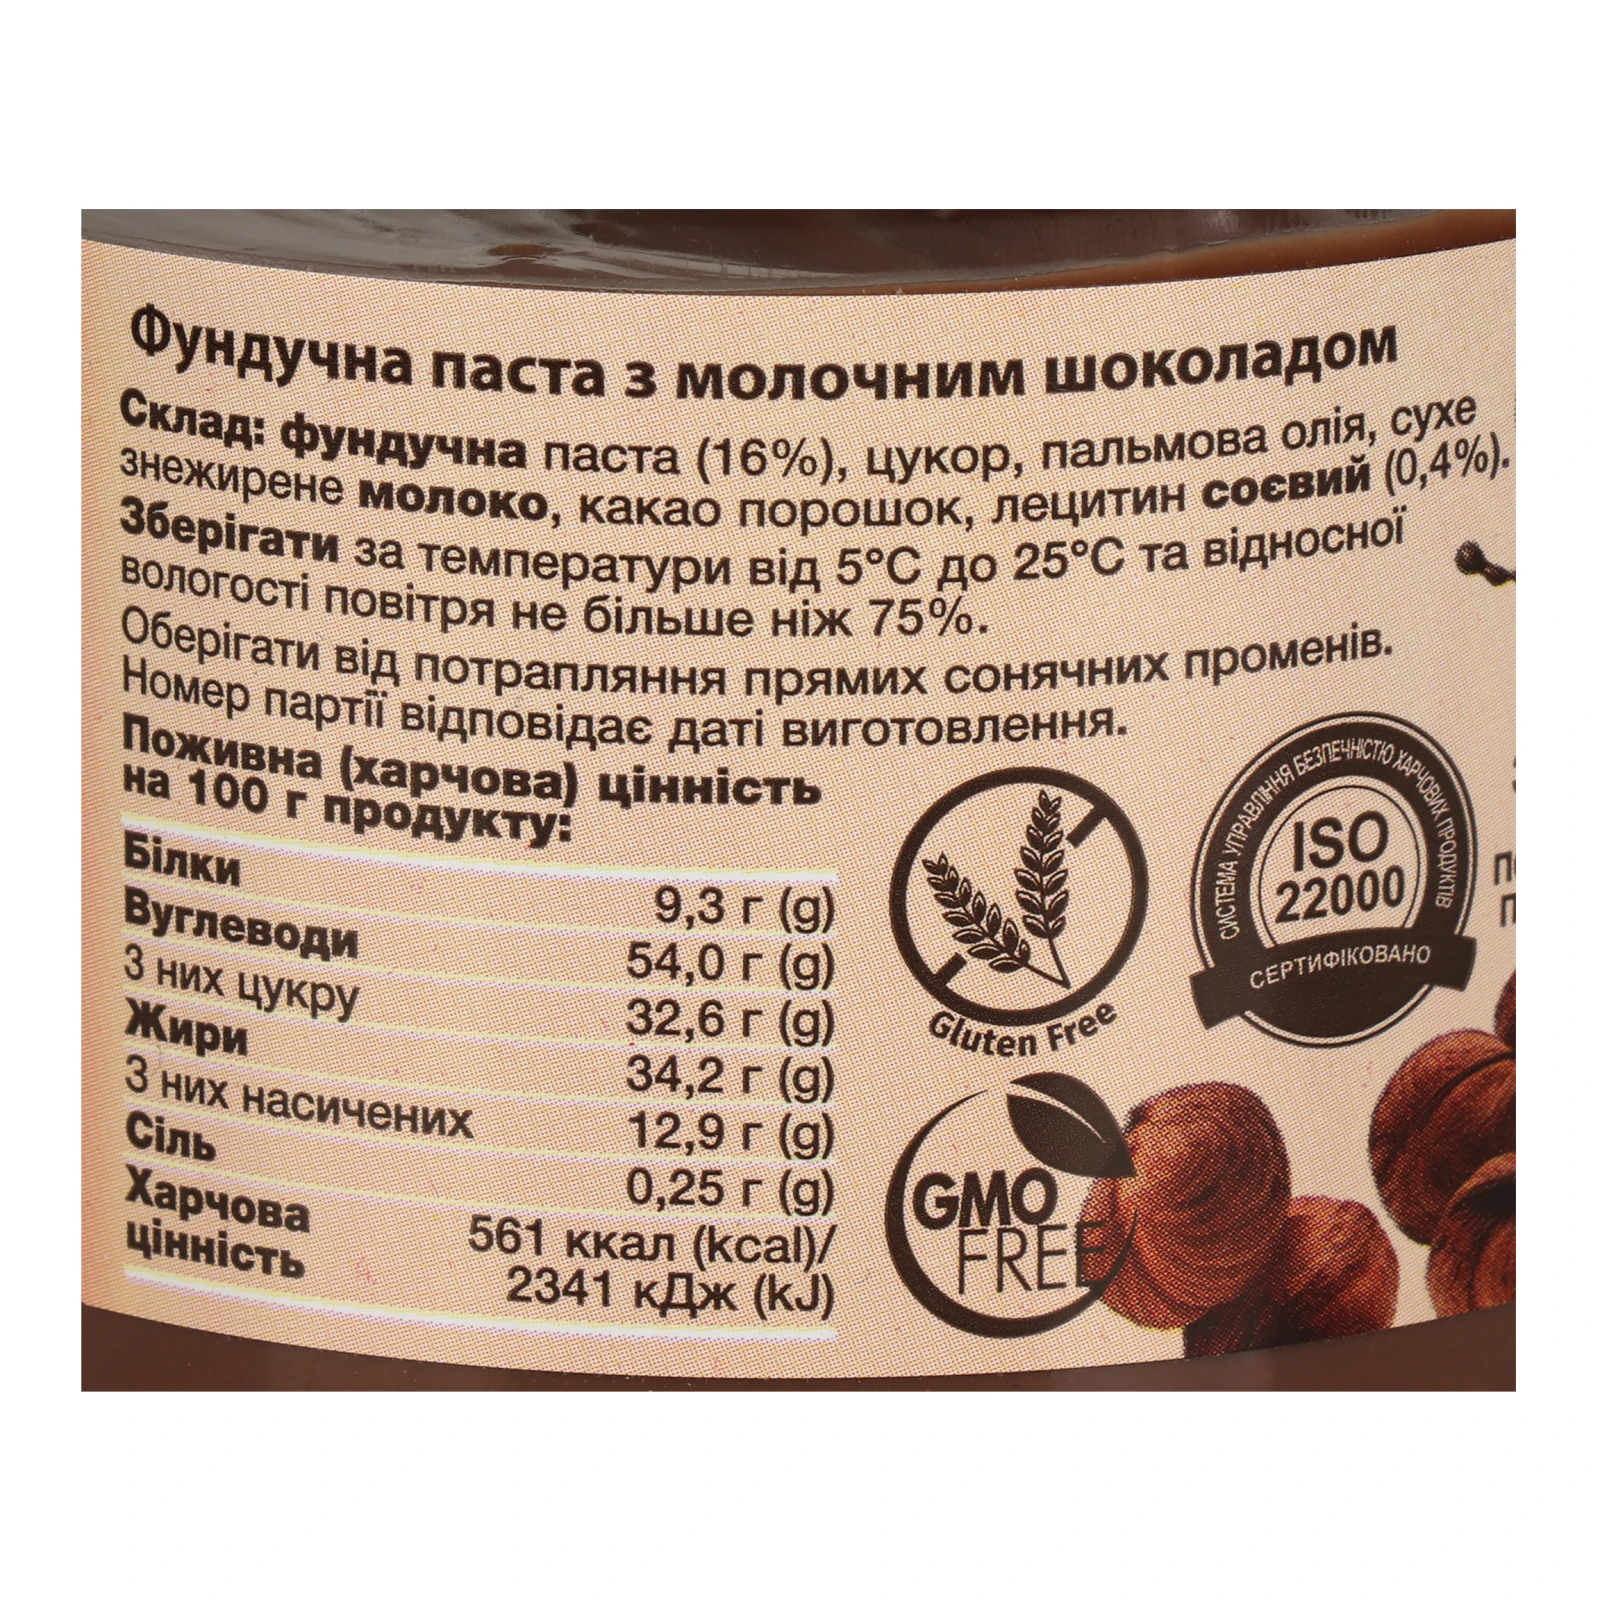 Фундучна паста з молочним шоколадом
Склад: фундучна паста (16%), цукор, пальмова олія, сухе
знежирене молоко, какао порошок, лецитин соєвий (0,4%).
Зберігати за температури від 5°C до 25°C та відносної
вологості повітря не більше ніж 75%.
Оберігати від потрапляння прямих сонячних променів.
Номер партії відповідає даті виготовлення.
Поживна (харчова) цінність
на 100 г продукту:
Білки 9,3 г (g)
Вуглеводи 54,0 г (g)
З них цукру 32,6 г (g)
Жири 34,2 г (g)
З них насичених 12,9 г (g)
Сіль 0,25 г (g)
Харчова цінність 561 ккал (kcal)/
2341 кДж (kJ)
Gluten Free
СИСТЕМА УПРАВЛІННЯ БЕЗПЕЧНІСТЮ ХАРЧОВИХ ПРОДУКТІВ
ISO
22000
СЕРТИФІКОВАНО
GMO
FREE